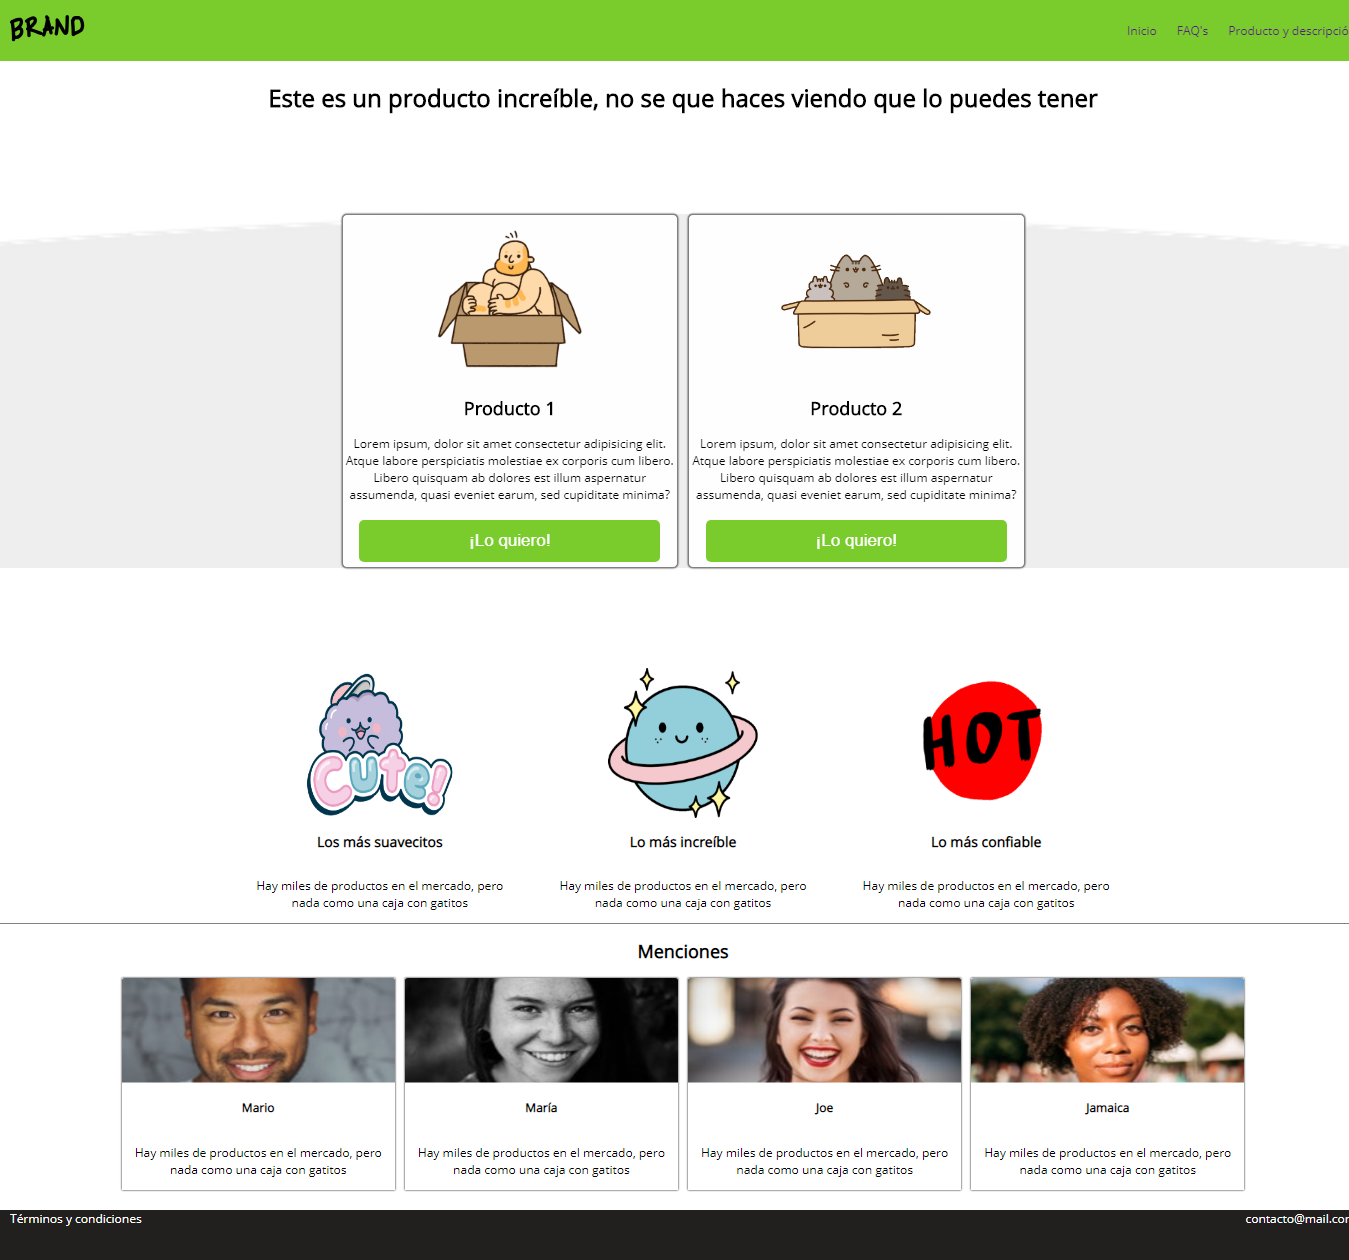 BRAND
Inicio FAQ's Producto y descripció
Este es un producto increíble, no se que haces viendo que lo puedes tener
Producto 1
Lorem ipsum, dolor sit amet consectetur adipisicing elit.
Atque labore perspiciatis molestiae ex corporis cum libero.
Libero quisquam ab dolores est illum aspernatur
assumenda, quasi eveniet earum, sed cupiditate minima?
¡Lo quiero!
Producto 2
Lorem ipsum, dolor sit amet consectetur adipisicing elit.
Atque labore perspiciatis molestiae ex corporis cum libero.
Libero quisquam ab dolores est illum aspernatur
assumenda, quasi eveniet earum, sed cupiditate minima?
¡Lo quiero!
Cute!
Los más suavecitos
Hay miles de productos en el mercado, pero
nada como una caja con gatitos
Lo más increíble
Hay miles de productos en el mercado, pero
nada como una caja con gatitos
HOT
Lo más confiable
Hay miles de productos en el mercado, pero
nada como una caja con gatitos
Menciones
Mario
Hay miles de productos en el mercado, pero
nada como una caja con gatitos
María
Hay miles de productos en el mercado, pero
nada como una caja con gatitos
Joe
Hay miles de productos en el mercado, pero
nada como una caja con gatitos
Jamaica
Hay miles de productos en el mercado, pero
nada como una caja con gatitos
Términos y condiciones
contacto@mail.cor